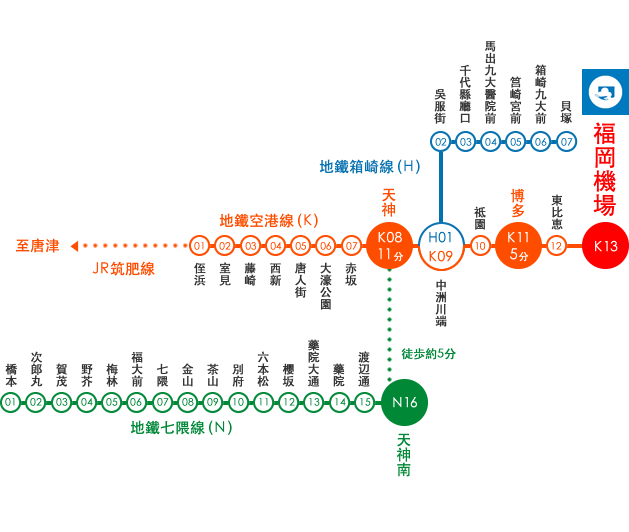 吳服街
千代縣廳口
馬出九大醫院前
筥崎宮前
箱崎九大前
貝塚
02
03
04
05
06
07
福岡機場
地鐵箱崎線(H)
地鐵空港線(K)
天神
祗園
博多
東比惠
至唐津
JR筑肥線
01
02
03
04
05
06
07
K08
11分
H01
K09
10
K11
5分
12
K13
侄浜
室見
藤崎
西新
唐人街
大濠公園
赤坂
中洲川端
徒歩約5分
橋本
次郎丸
賀茂
野芥
梅林
福大前
七隈
金山
茶山
別府
六本松
櫻坂
藥院大通
藥院
渡辺通
01
02
03
04
05
06
07
08
09
10
11
12
13
14
15
N16
地鐵七隈線(N)
天神南